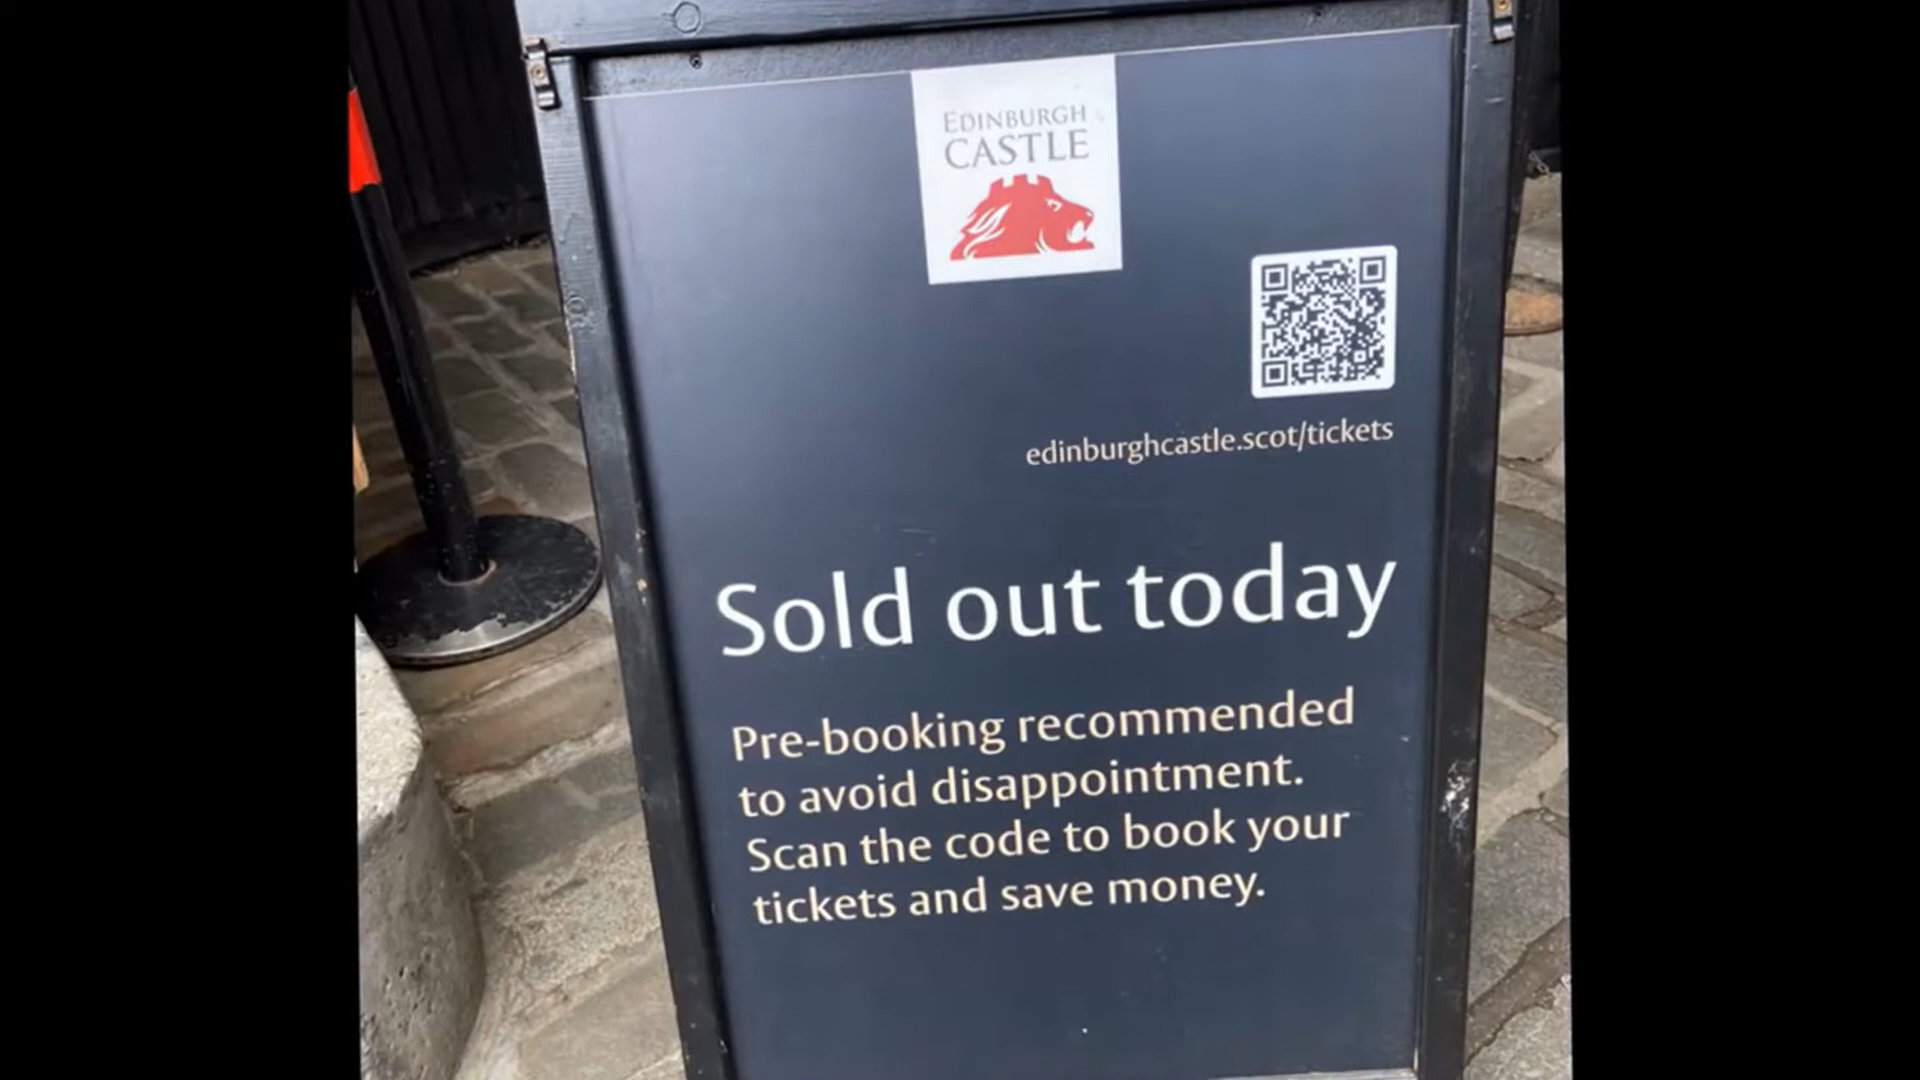 EDINBURGH
CASTLE
edinburghcastle.scot/tickets
Sold out today
Pre-booking recommended
to avoid disappointment.
Scan the code to book your
tickets and save money.